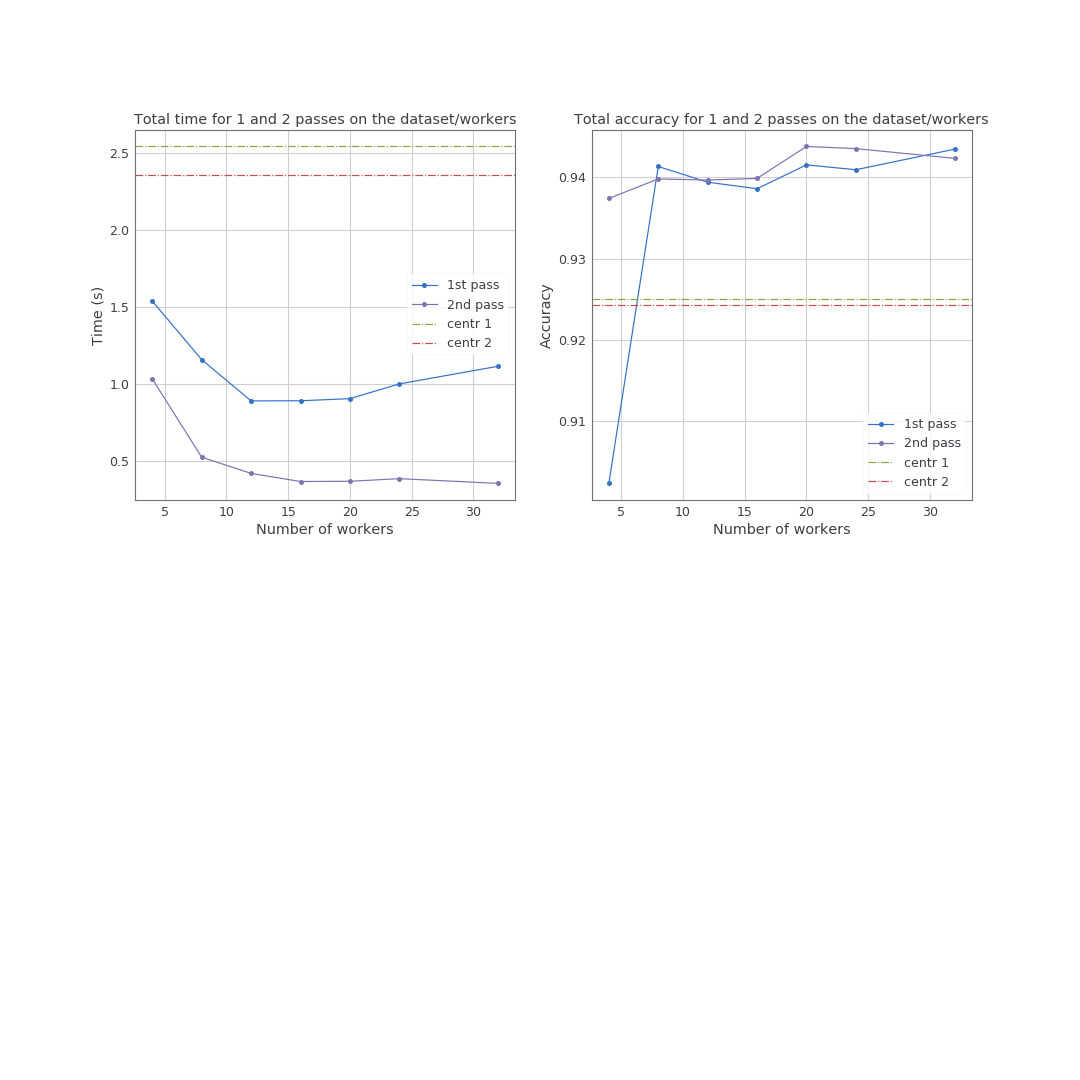 Total time for 1 and 2 passes on the dataset/workers
2.5
2.0
1.5
1.0
0.5
Time (s)
1st pass
2nd pass
centr 1
centr 2
5 10 15 20 25 30
Number of workers
Total accuracy for 1 and 2 passes on the dataset/workers
0.94
0.93
0.92
0.91
Accuracy
1st pass
2nd pass
centr 1
centr 2
5 10 15 20 25 30
Number of workers